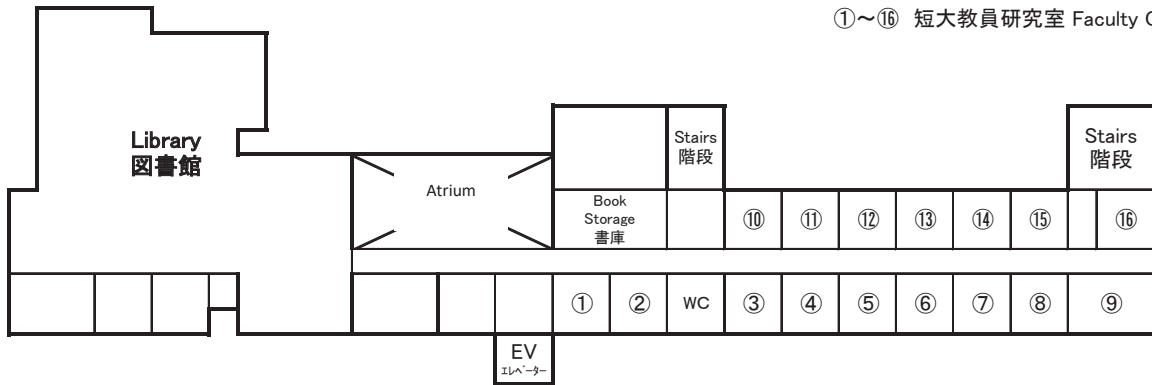 ①～⑯ 短大教員研究室 Faculty
Library
図書館
Atrium
Stairs
階段
Stairs
階段
Book
Storage
書庫
⑩ ⑪ ⑫ ⑬ ⑭ ⑮ ⑯
① ② WC ③ ④ ⑤ ⑥ ⑦ ⑧ ⑨
EV
エレベーター